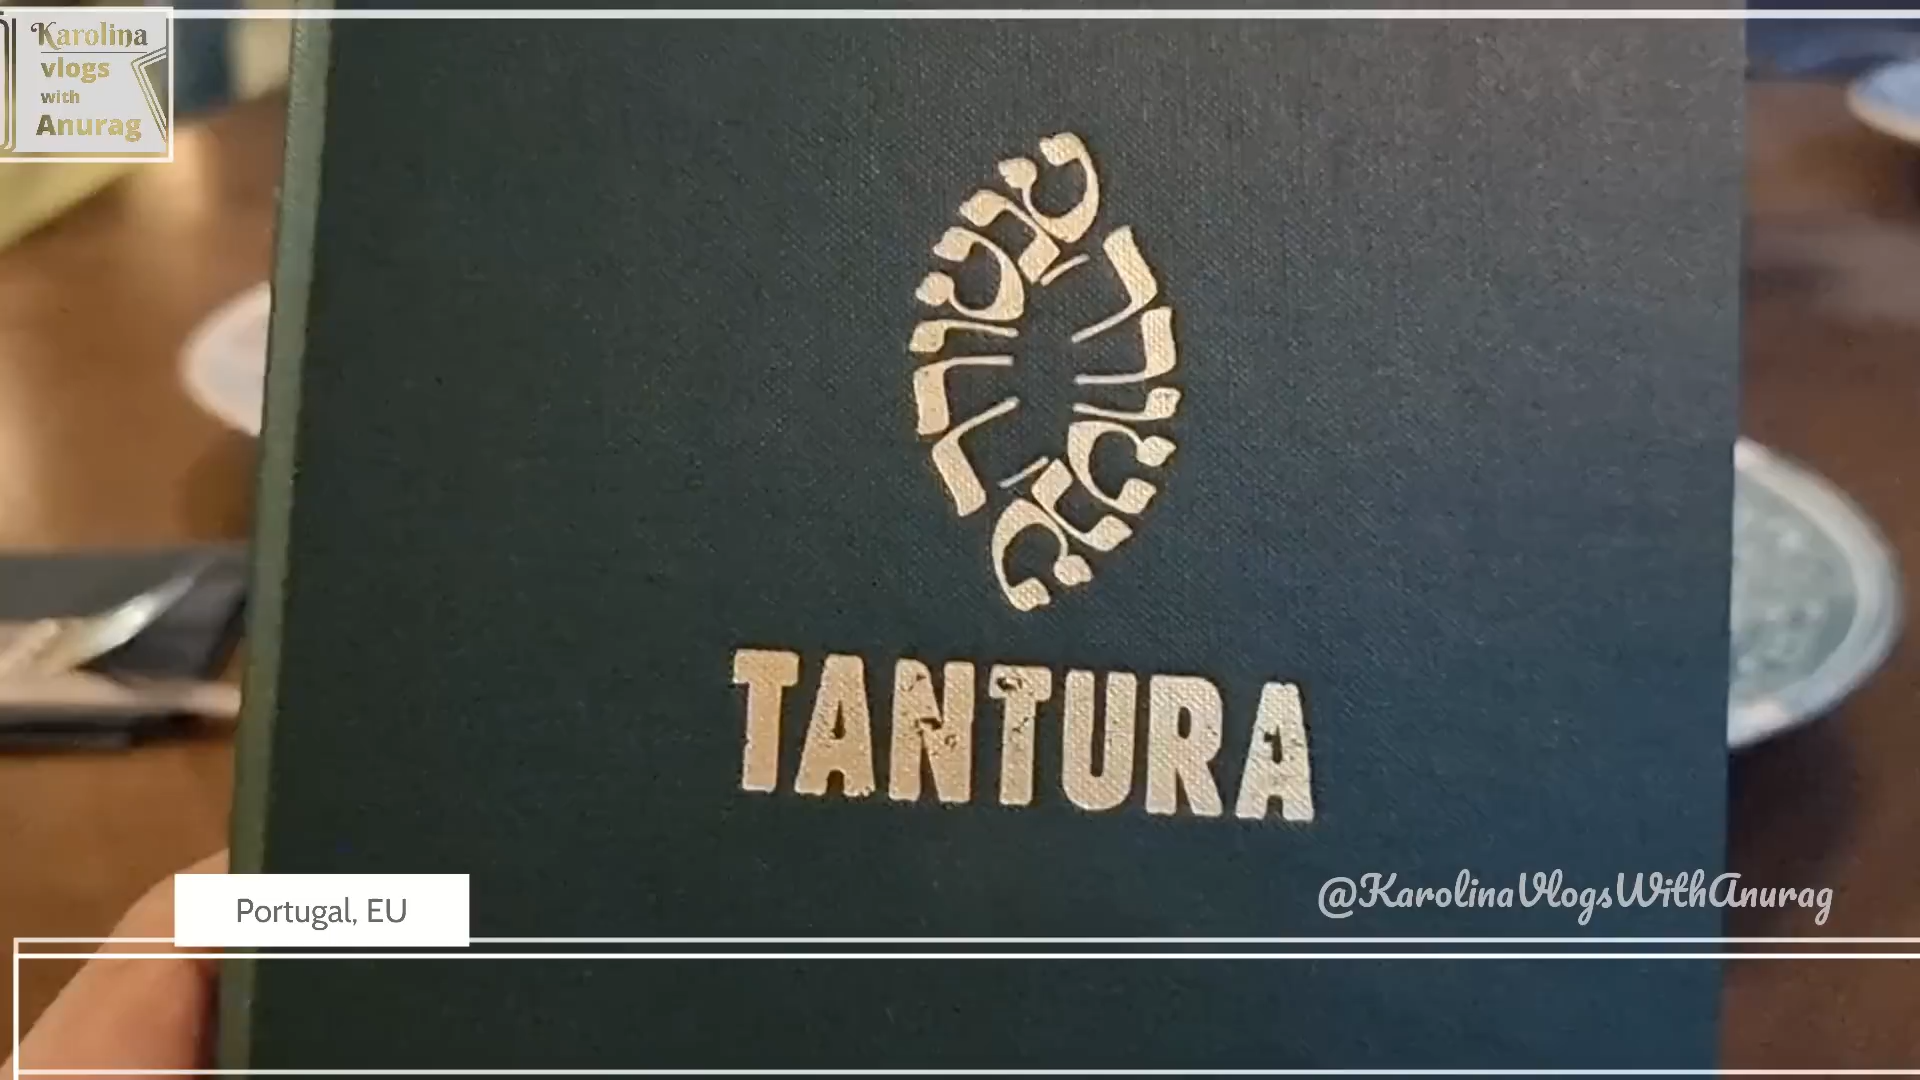 Karolina
vlogs
with
Anurag
TANTURA
Portugal, EU
@KarolinaVlogsWithAnurag